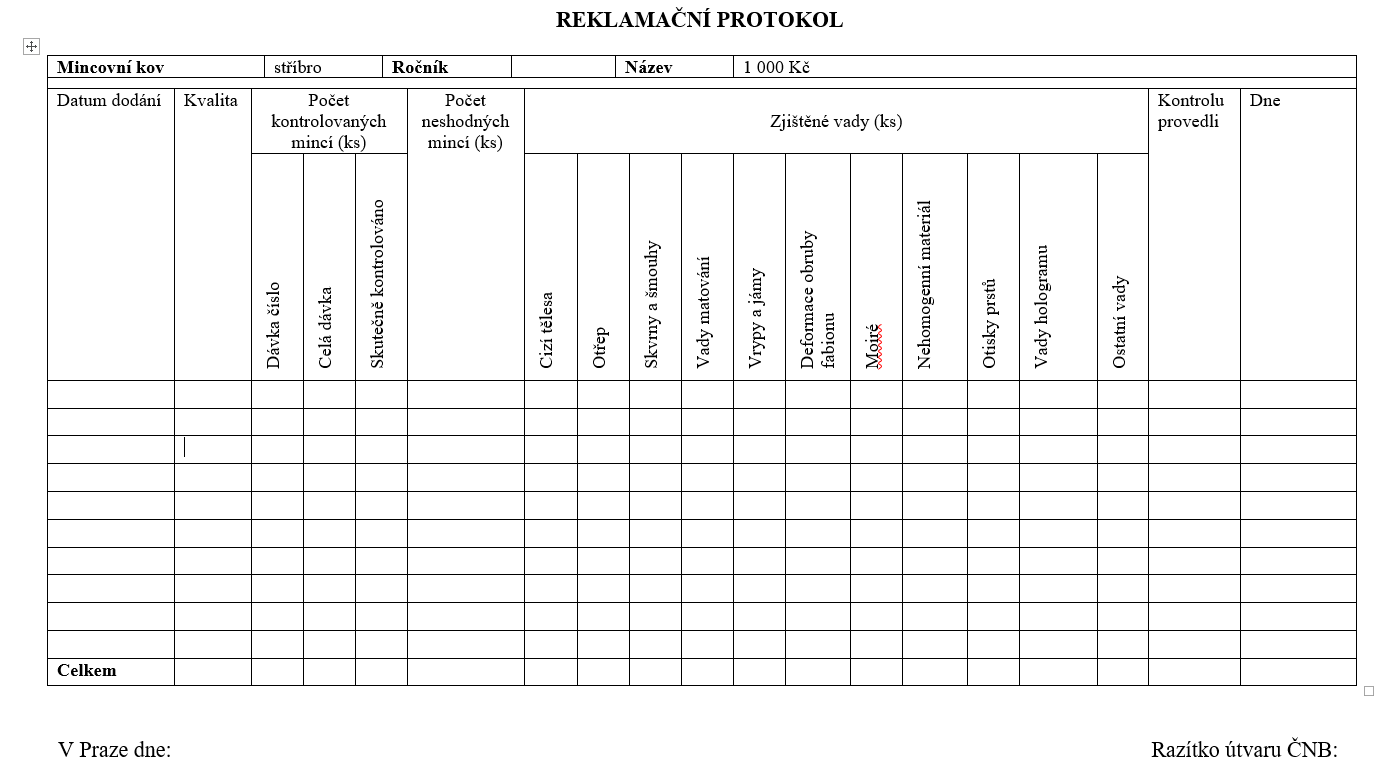 REKLAMAČNÍ PROTOKOL
Mincovní kov stříbro Ročník Název 1 000 Kč
Datum dodání
Kvalita
Počet
kontrolovaných
mincí (ks)
Počet
neshodných
mincí (ks)
Zjištěné vady (ks)
Kontrolu
provedli
Dne
Dávka číslo
Celá dávka
Skutečně kontrolováno
Cizí tělesa
Otřep
Skvrny a šmouhy
Vady matování
Vrypy a jámy
Deformace obruby
fabionu
Moiré
Nehomogenní materiál
Otisky prstů
Vady hologramu
Ostatní vady
Celkem
V Praze dne:
Razítko útvaru ČNB: